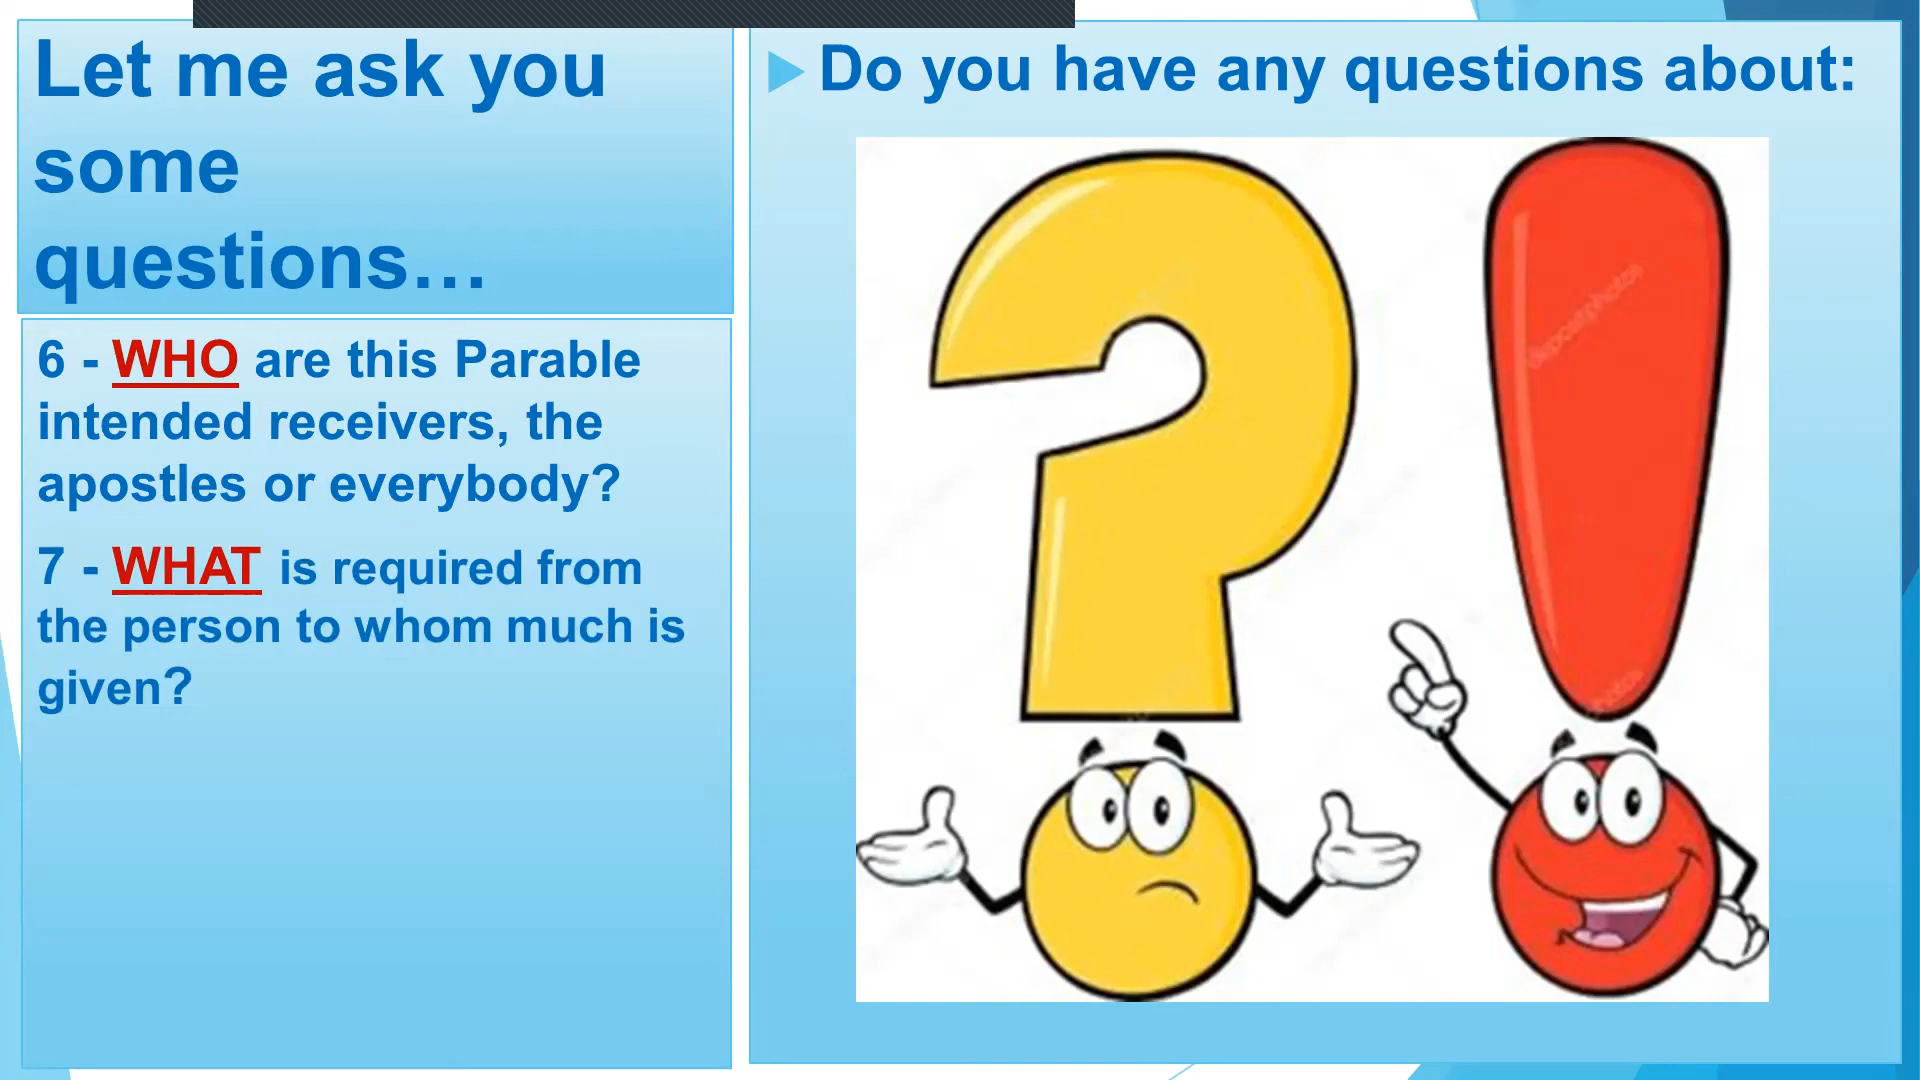 Let me ask you
some
questions…
6 - WHO are this Parable
intended receivers, the
apostles or everybody?
7 - WHAT is required from
the person to whom much is
given?
Do you have any questions about:
depositphotos